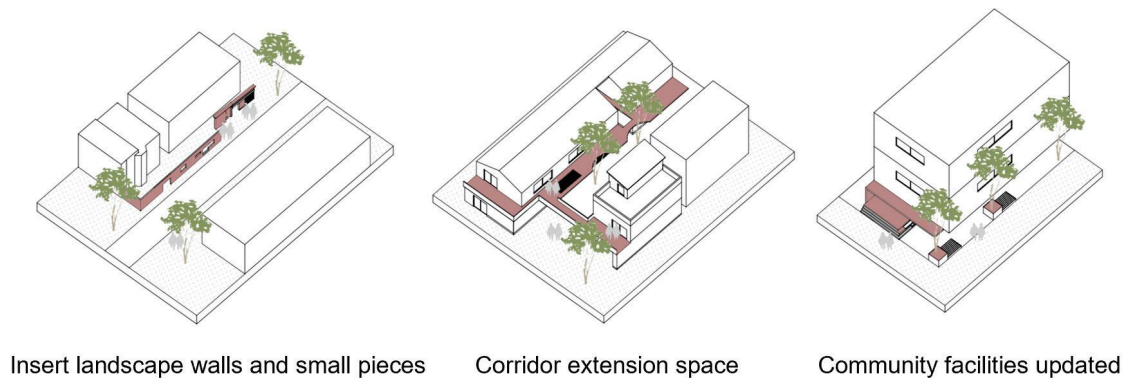 Insert landscape walls and small pieces
Corridor extension space
Community facilities updated